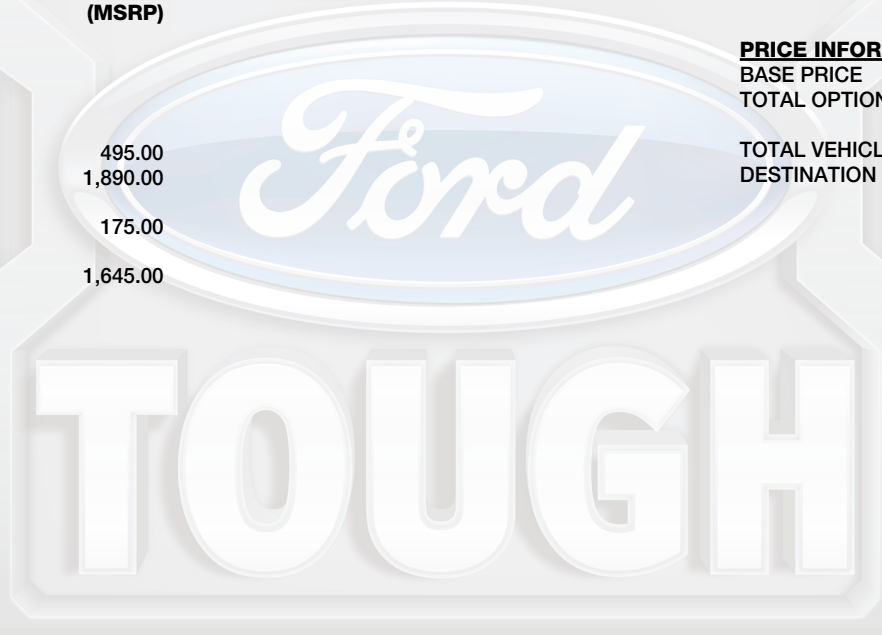 (MSRP)
495.00
1,890.00
175.00
1,645.00
PRICE INFOR
BASE PRICE
TOTAL OPTION
TOTAL VEHICL
DESTINATION
Ford
TOUGH